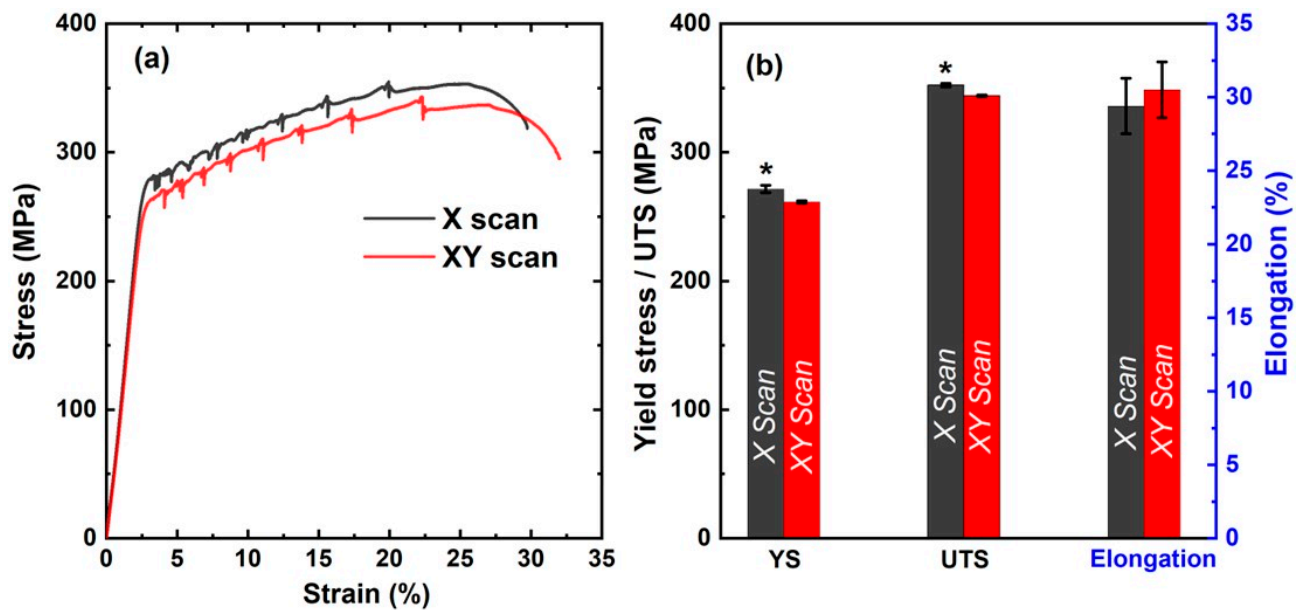 (a)
400
300
200
100
0
Stress (MPa)
0 5 10 15 20 25 30 35
Strain (%)
X scan
XY scan
(b)
400
300
200
100
0
Yield stress / UTS (MPa)
* *
X Scan
XY Scan
X Scan
XY Scan
X Scan
XY Scan
YS UTS Elongation
35
30
25
20
15
10
5
0
Elongation (%)